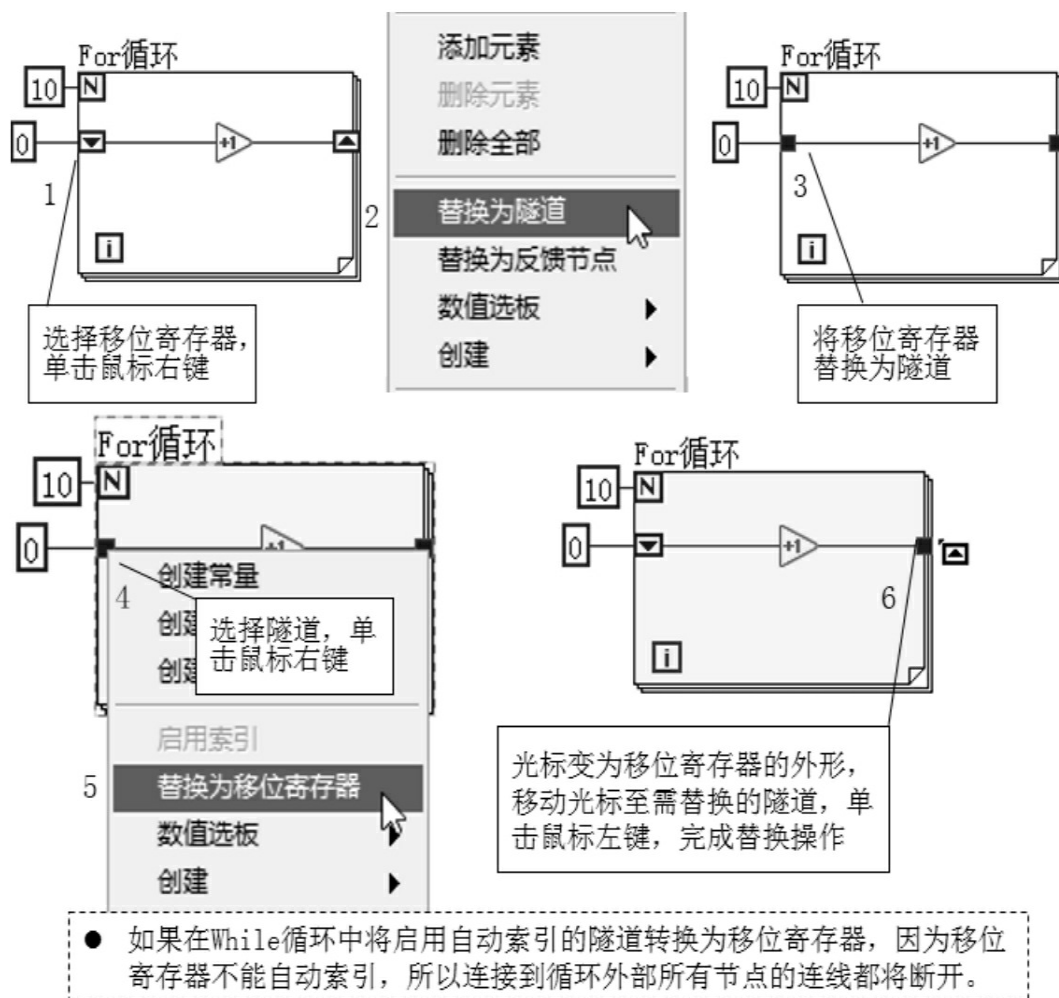 For循环
10 N
0 +1
1
i
选择移位寄存器，
单击鼠标右键
添加元素
删除元素
删除全部
2
替换为隧道
替换为反馈节点
数值选板
创建
For循环
10 N
0 +1
3
i
将移位寄存器
替换为隧道
For循环
10 N
0 +1
4
创建常量
创建
创建
选择隧道，单
击鼠标右键
启用索引
5
替换为移位寄存器
数值选板
创建
For循环
10 N
0 +1
6
i
光标变为移位寄存器的外形，
移动光标至需替换的隧道，单
击鼠标左键，完成替换操作
● 如果在While循环中将启用自动索引的隧道转换为移位寄存器，因为移位
寄存器不能自动索引，所以连接到循环外部所有节点的连线都将断开。